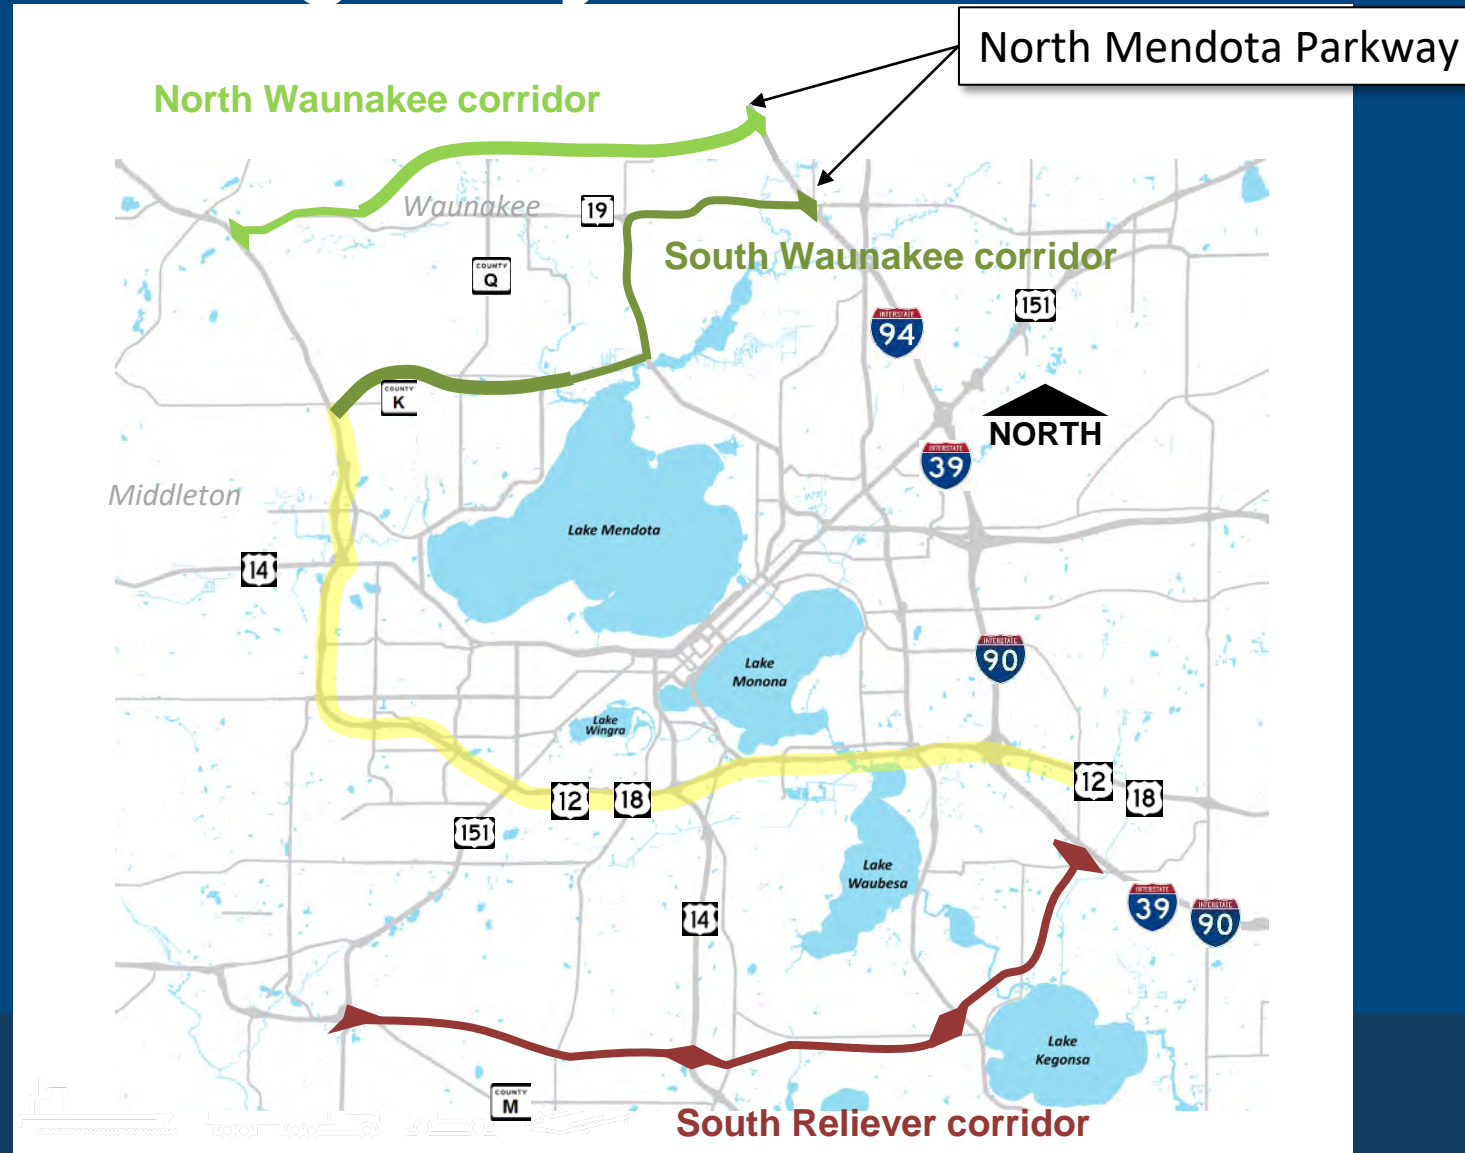 North Mendota Parkway
North Waunakee corridor
Waunakee
19
South Waunakee corridor
COUNTY
Q
151
INTERSTATE
94
COUNTY
K
NORTH
INTERSTATE
39
Middleton
Lake Mendota
14
INTERSTATE
90
Lake
Monona
Lake
Wingra
12
18
12
18
151
Lake
Waubesa
14
INTERSTATE
39
INTERSTATE
90
Lake
Kegonsa
COUNTY
M
South Reliever corridor